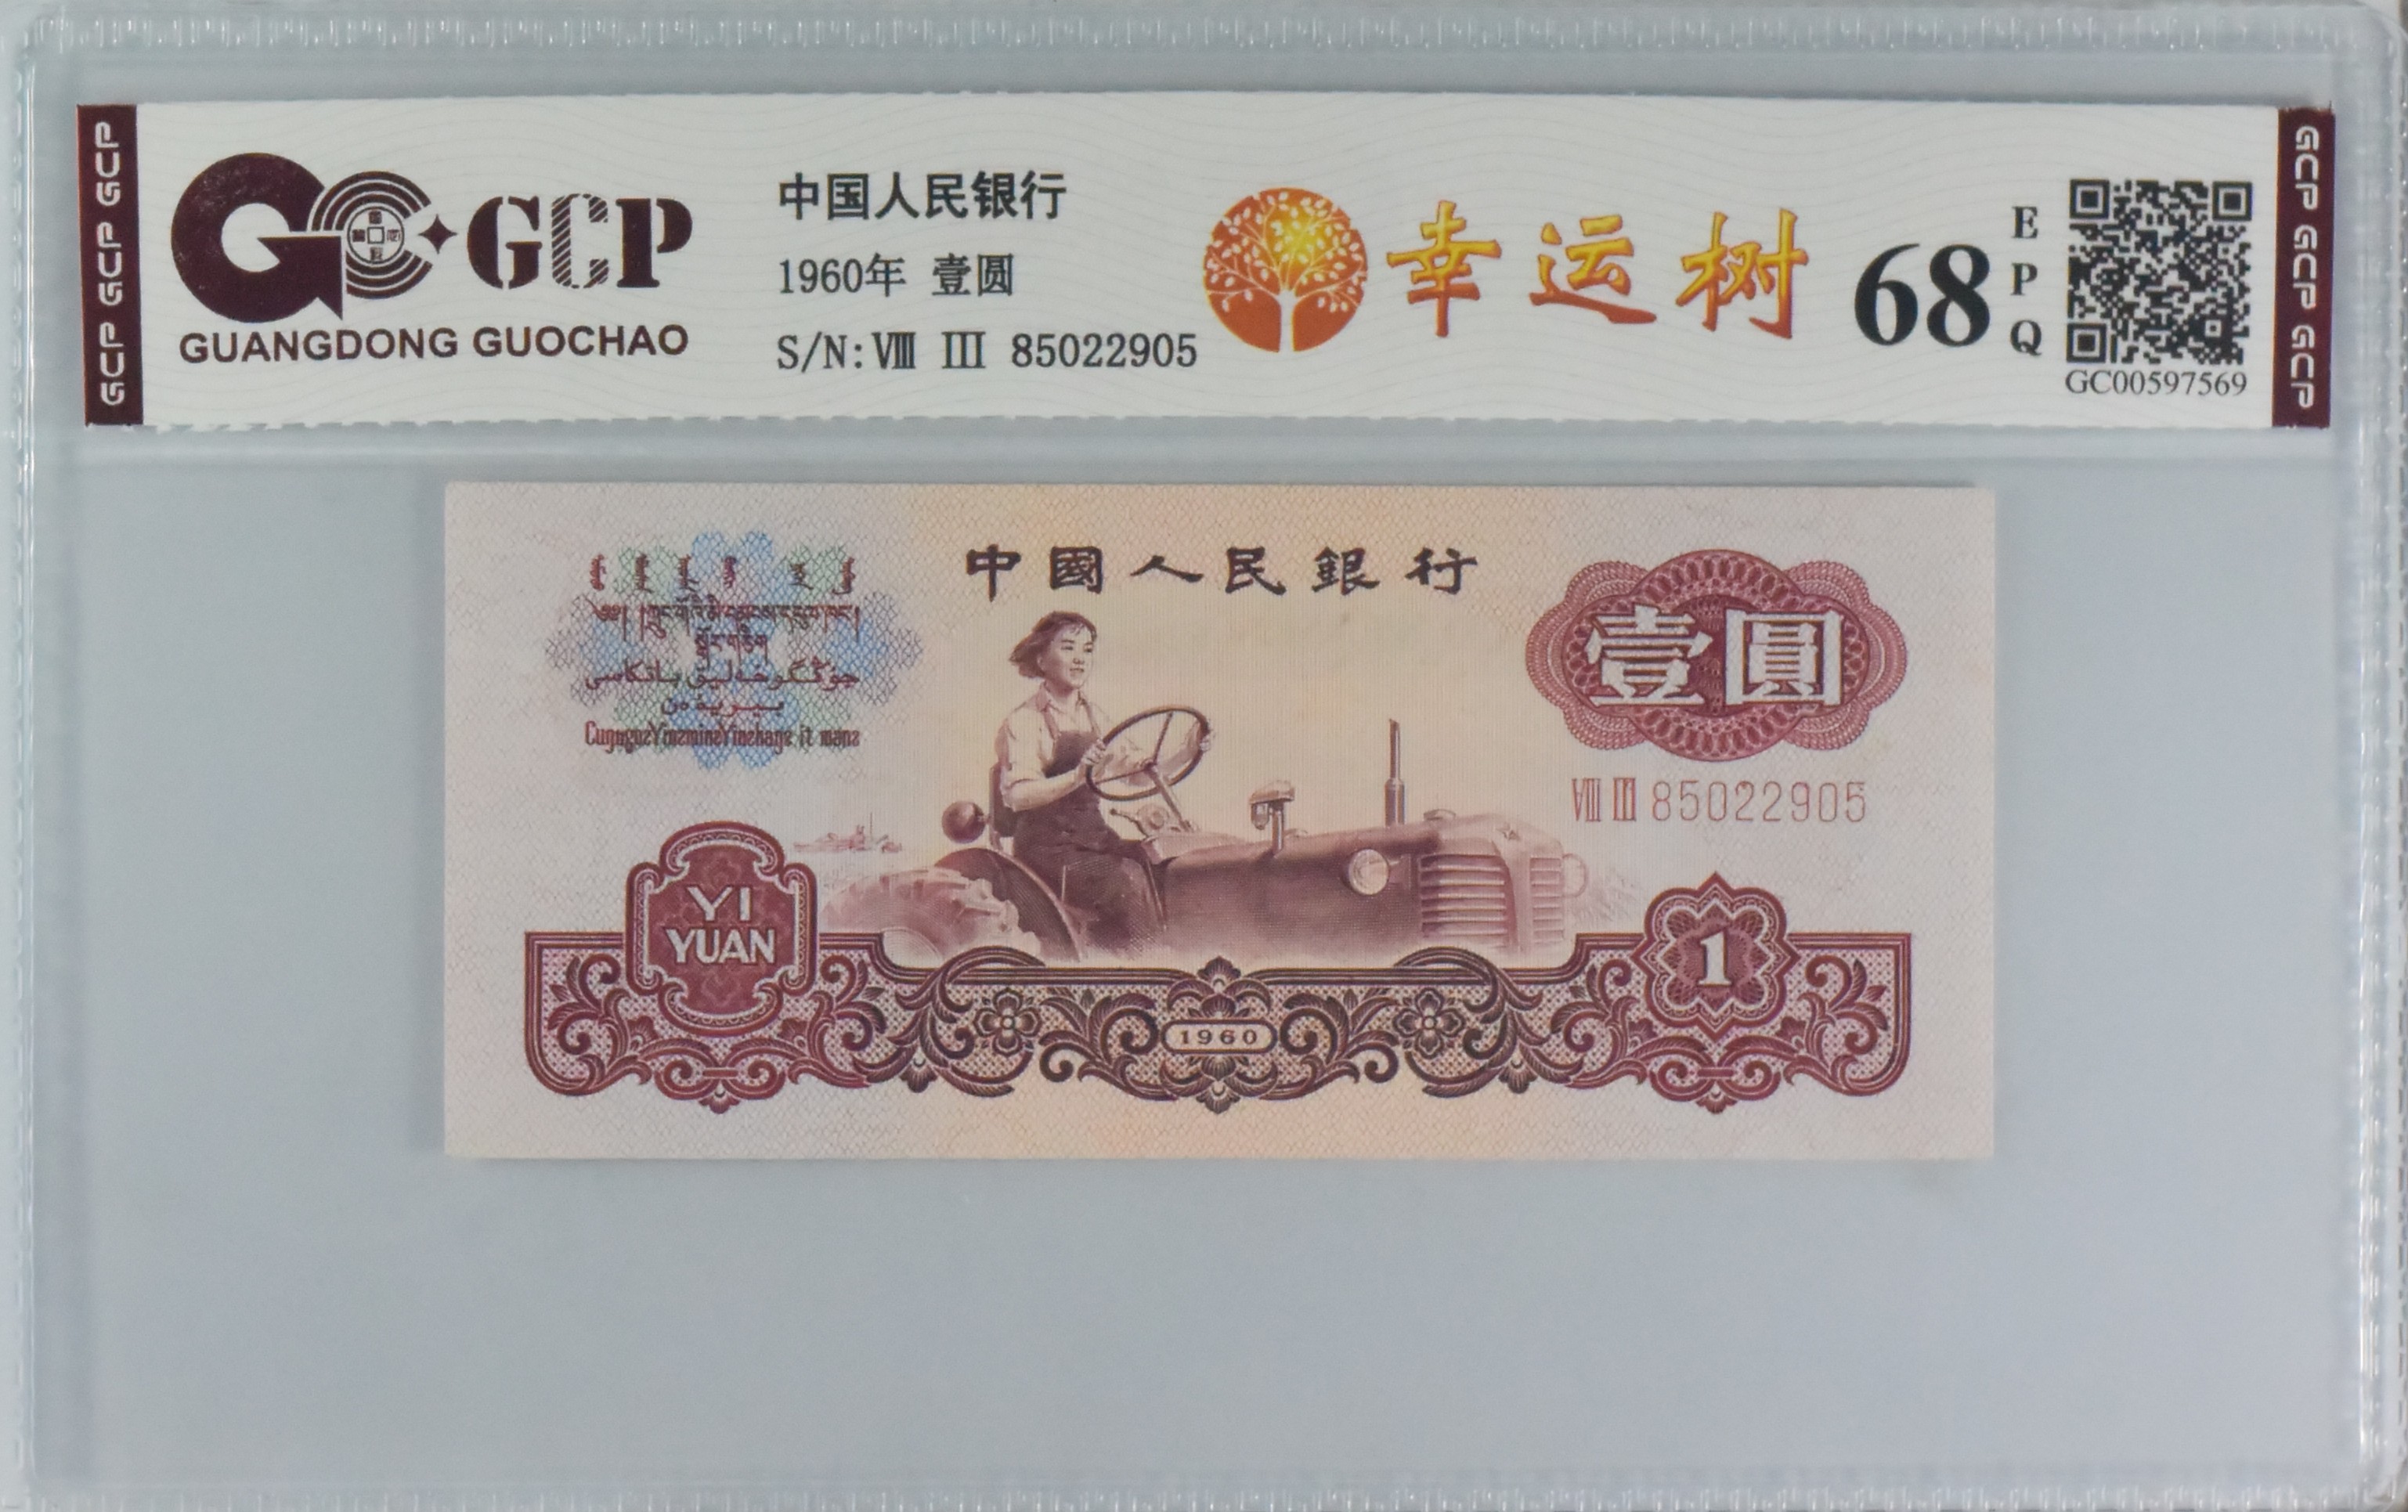 GCP GCP GCP
GCP
GUANGDONG GUOCHAO
中国人民银行
1960年 壹圆
S/N: Ⅷ Ⅲ 85022905
幸运树
68
EPQ
GC00597569
GCP GCP GCP
中國人民銀行
壹圓
Ⅷ Ⅲ 85022905
YI
YUAN
1
1960